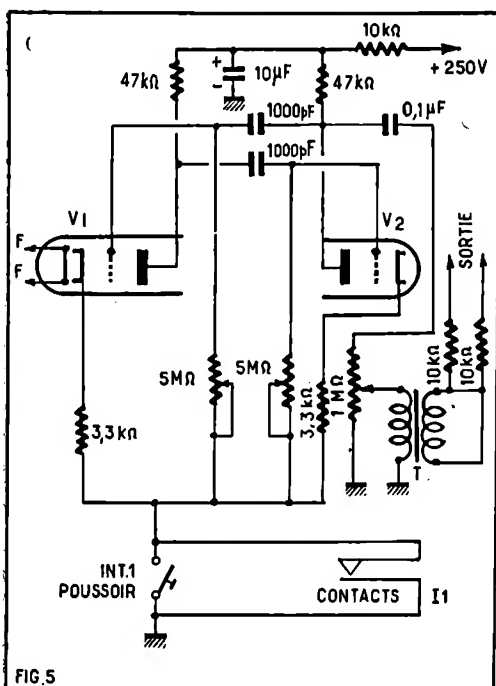 10kΩ
+250V
47kΩ
+
-
10µF
47kΩ
1000pF
0,1µF
1000pF
V1
V2
F
F
SORTIE
5MΩ
5MΩ
3,3kΩ
1MΩ
10kΩ
10kΩ
3,3kΩ
T
INT.1
POUSSOIR
CONTACTS
I1
FIG.5